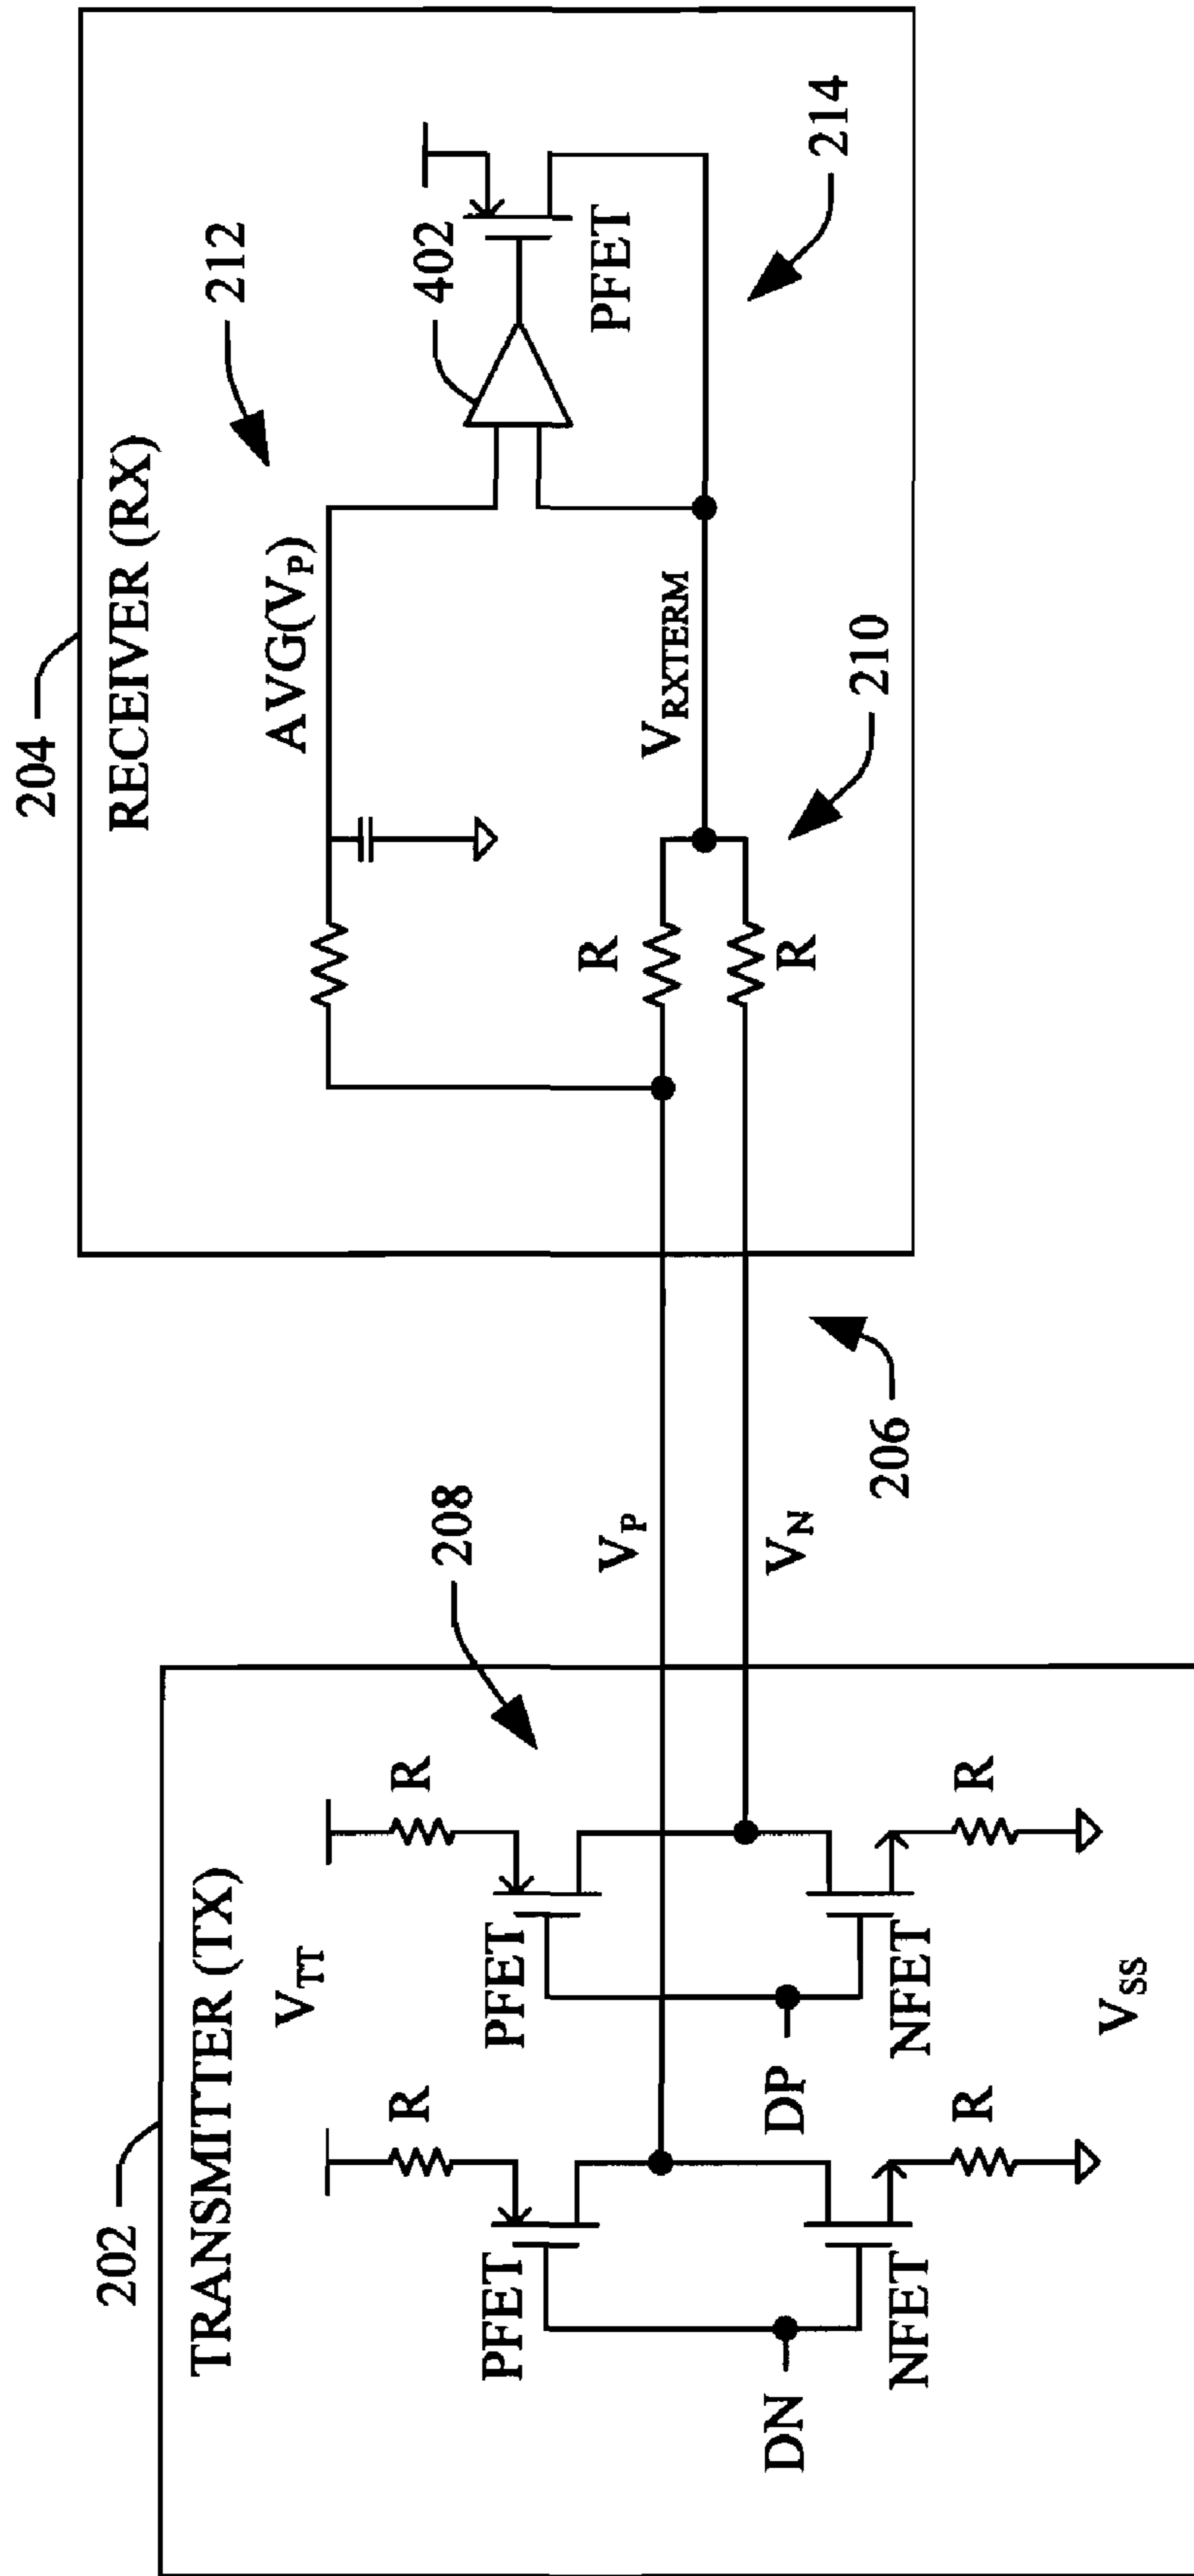 202
TRANSMITTER (TX)
V_TT
R
R
208
PFET
PFET
DN
DP
NFET
NFET
R
R
V_SS
V_P
V_N
206
204
RECEIVER (RX)
AVG(V_P)
212
402
PFET
R
R
V_RXTERM
210
214